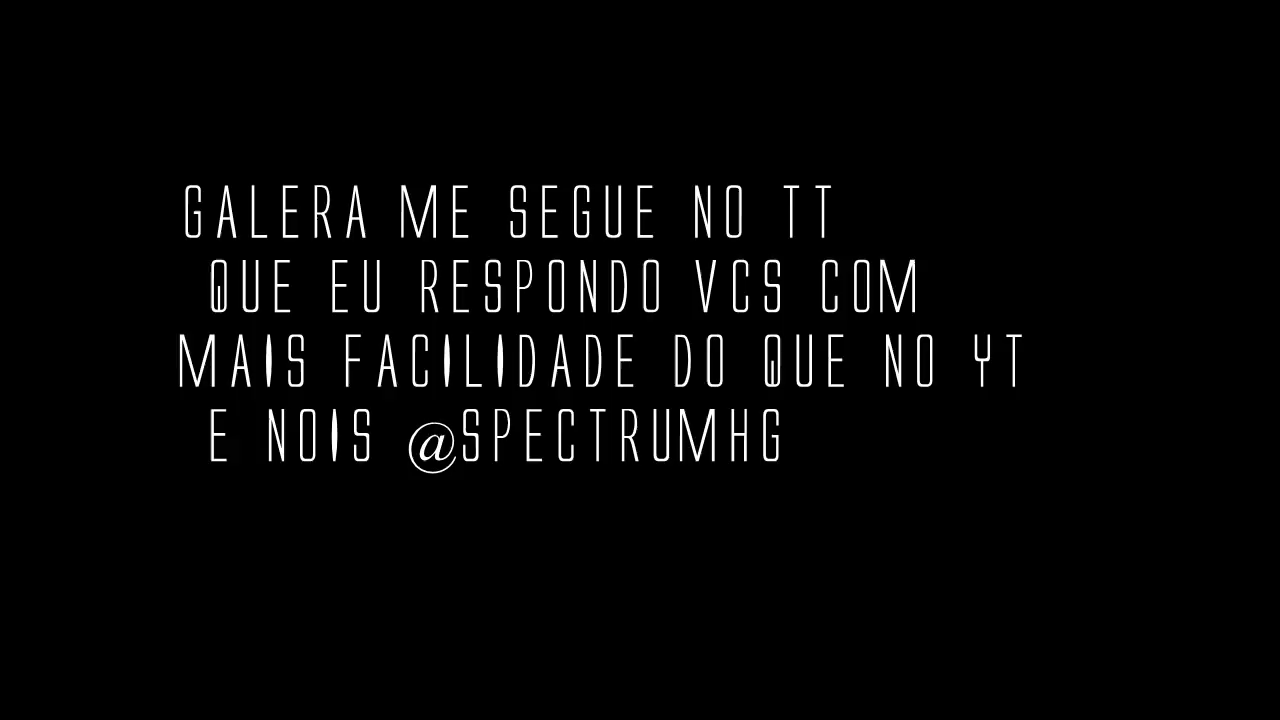 GALERA ME SEGUE NO TT
QUE EU RESPONDO VCS COM
MAIS FACILIDADE DO QUE NO YT
E NOIS @SPECTRUMHG